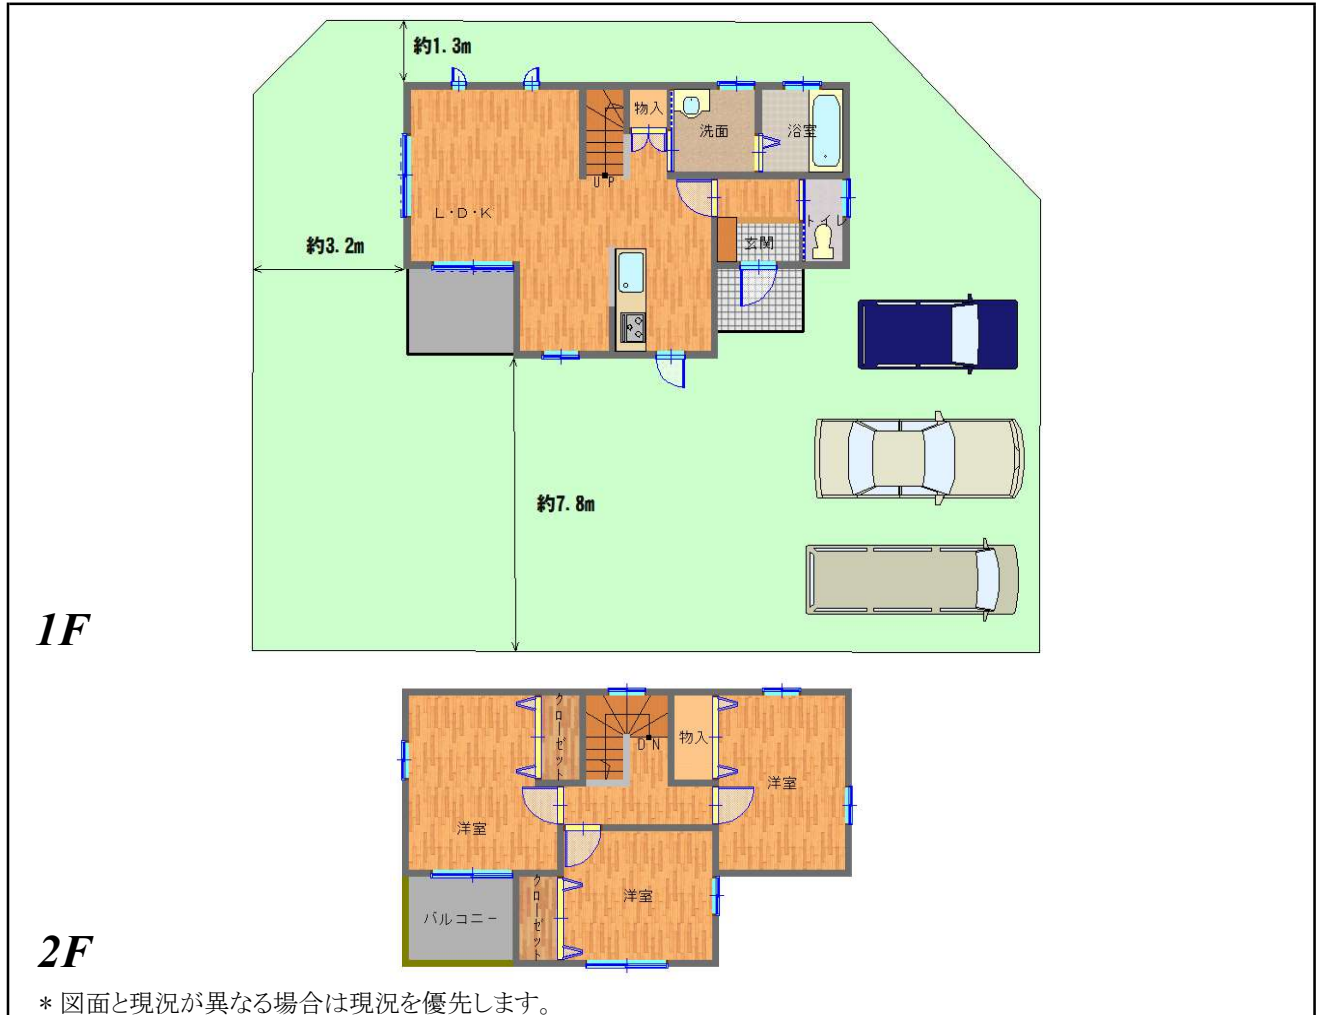 約1.3m
物入
洗面
浴室
UP
L・D・K
トイレ
玄関
約3.2m
約7.8m
1F
クローゼット
DN
物入
洋室
洋室
洋室
クローゼット
バルコニー
2F
* 図面と現況が異なる場合は現況を優先します。